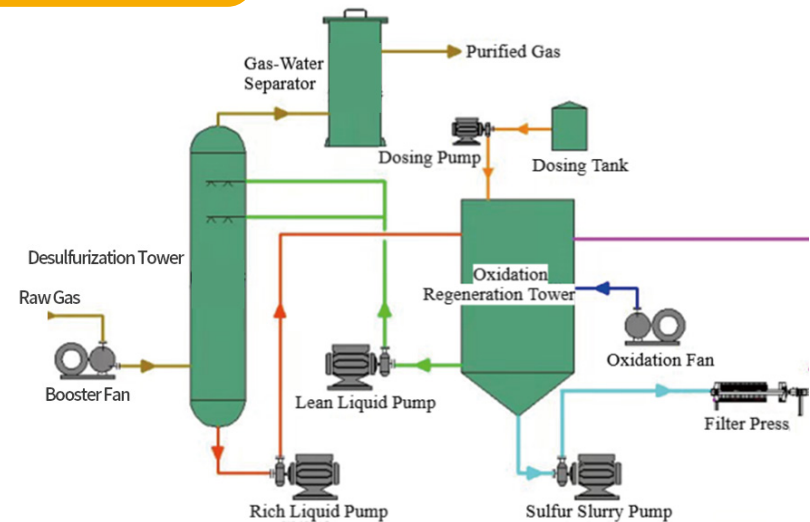 Gas-Water
Separator
Purified Gas
Dosing Pump
Dosing Tank
Desulfurization Tower
Raw Gas
Booster Fan
Oxidation
Regeneration Tower
Oxidation Fan
Lean Liquid Pump
Filter Press
Rich Liquid Pump
Sulfur Slurry Pump